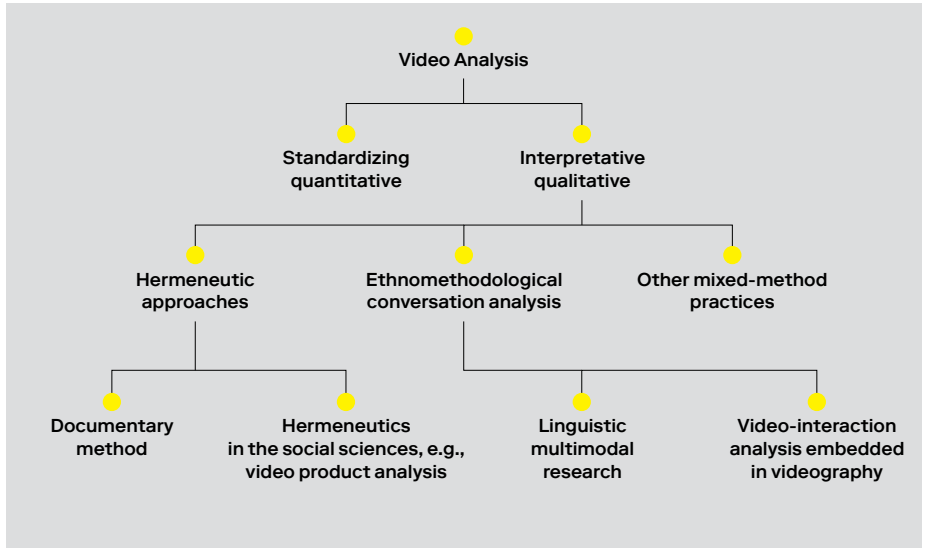 Video Analysis
Standardizing
quantitative
Interpretative
qualitative
Hermeneutic
approaches
Ethnomethodological
conversation analysis
Other mixed-method
practices
Documentary
method
Hermeneutics
in the social sciences, e.g.,
video product analysis
Linguistic
multimodal
research
Video-interaction
analysis embedded
in videography